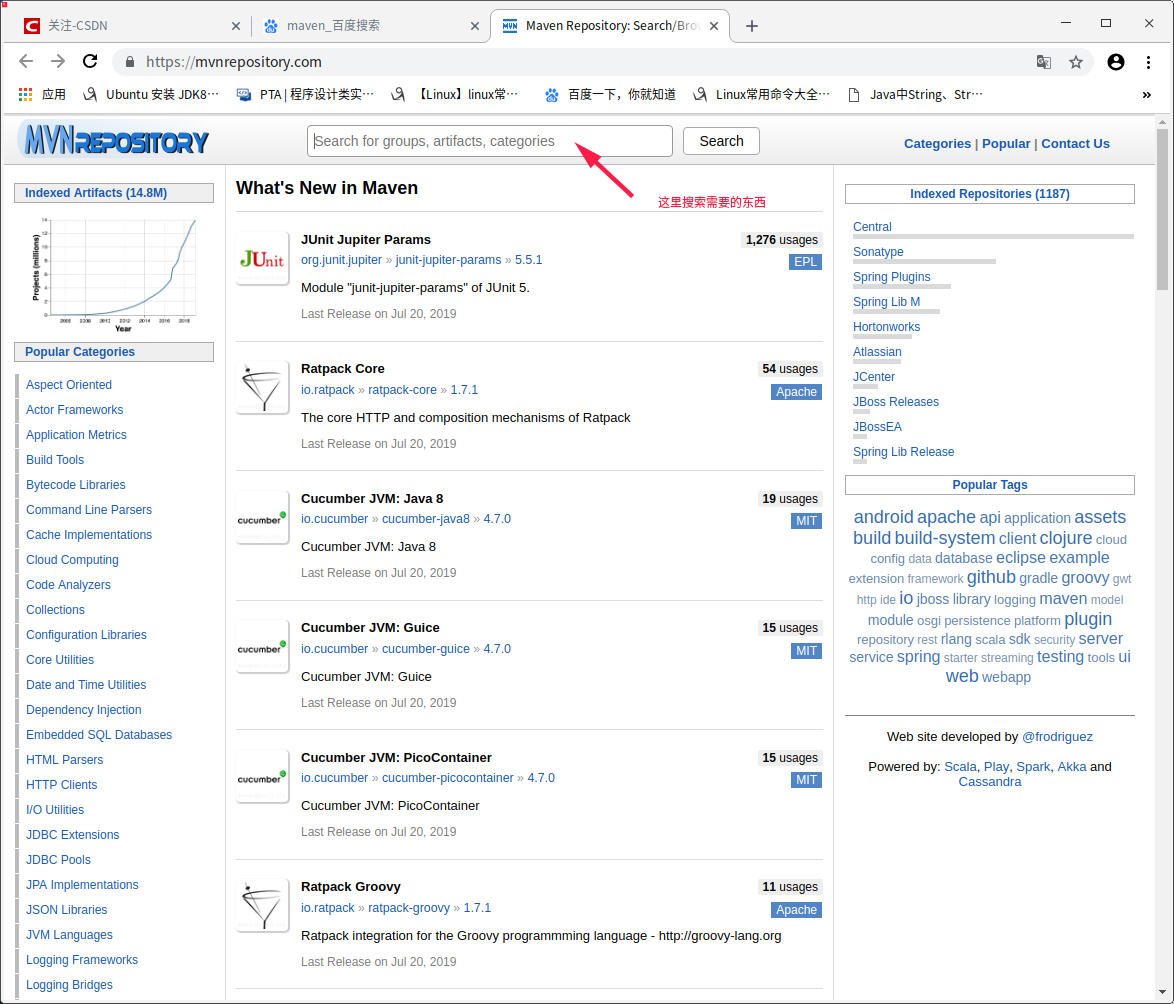 关注-CSDN
maven_百度搜索
Maven Repository: Search/Bro
https://mvnrepository.com
应用
Ubuntu 安装 JDK8…
PTA | 程序设计类实…
【Linux】linux常…
百度一下，你就知道
Linux常用命令大全…
Java中String、Str…
»
MVNREPOSITORY
Search for groups, artifacts, categories
Search
Categories | Popular | Contact Us
这里搜索需要的东西
Indexed Artifacts (14.8M)
Projects (millions)
14
12
10
8
6
4
2
0
2006 2008 2010 2012 2014 2016 2018
Year
Popular Categories
Aspect Oriented
Actor Frameworks
Application Metrics
Build Tools
Bytecode Libraries
Command Line Parsers
Cache Implementations
Cloud Computing
Code Analyzers
Collections
Configuration Libraries
Core Utilities
Date and Time Utilities
Dependency Injection
Embedded SQL Databases
HTML Parsers
HTTP Clients
I/O Utilities
JDBC Extensions
JDBC Pools
JPA Implementations
JSON Libraries
JVM Languages
Logging Frameworks
Logging Bridges
What's New in Maven
JUnit
JUnit Jupiter Params
1,276 usages
org.junit.jupiter » junit-jupiter-params » 5.5.1
EPL
Module "junit-jupiter-params" of JUnit 5.
Last Release on Jul 20, 2019
Ratpack Core
54 usages
io.ratpack » ratpack-core » 1.7.1
Apache
The core HTTP and composition mechanisms of Ratpack
Last Release on Jul 20, 2019
cucumber
Cucumber JVM: Java 8
19 usages
io.cucumber » cucumber-java8 » 4.7.0
MIT
Cucumber JVM: Java 8
Last Release on Jul 20, 2019
cucumber
Cucumber JVM: Guice
15 usages
io.cucumber » cucumber-guice » 4.7.0
MIT
Cucumber JVM: Guice
Last Release on Jul 20, 2019
cucumber
Cucumber JVM: PicoContainer
15 usages
io.cucumber » cucumber-picocontainer » 4.7.0
MIT
Cucumber JVM: PicoContainer
Last Release on Jul 20, 2019
Ratpack Groovy
11 usages
io.ratpack » ratpack-groovy » 1.7.1
Apache
Ratpack integration for the Groovy programmming language - http://groovy-lang.org
Last Release on Jul 20, 2019
Indexed Repositories (1187)
Central
Sonatype
Spring Plugins
Spring Lib M
Hortonworks
Atlassian
JCenter
JBoss Releases
JBossEA
Spring Lib Release
Popular Tags
android apache api application assets
build build-system client clojure cloud
config data database eclipse example
extension framework github gradle groovy gwt
http ide io jboss library logging maven model
module osgi persistence platform plugin
repository rest rlang scala sdk security server
service spring starter streaming testing tools ui
web webapp
Web site developed by @frodriguez
Powered by: Scala, Play, Spark, Akka and
Cassandra